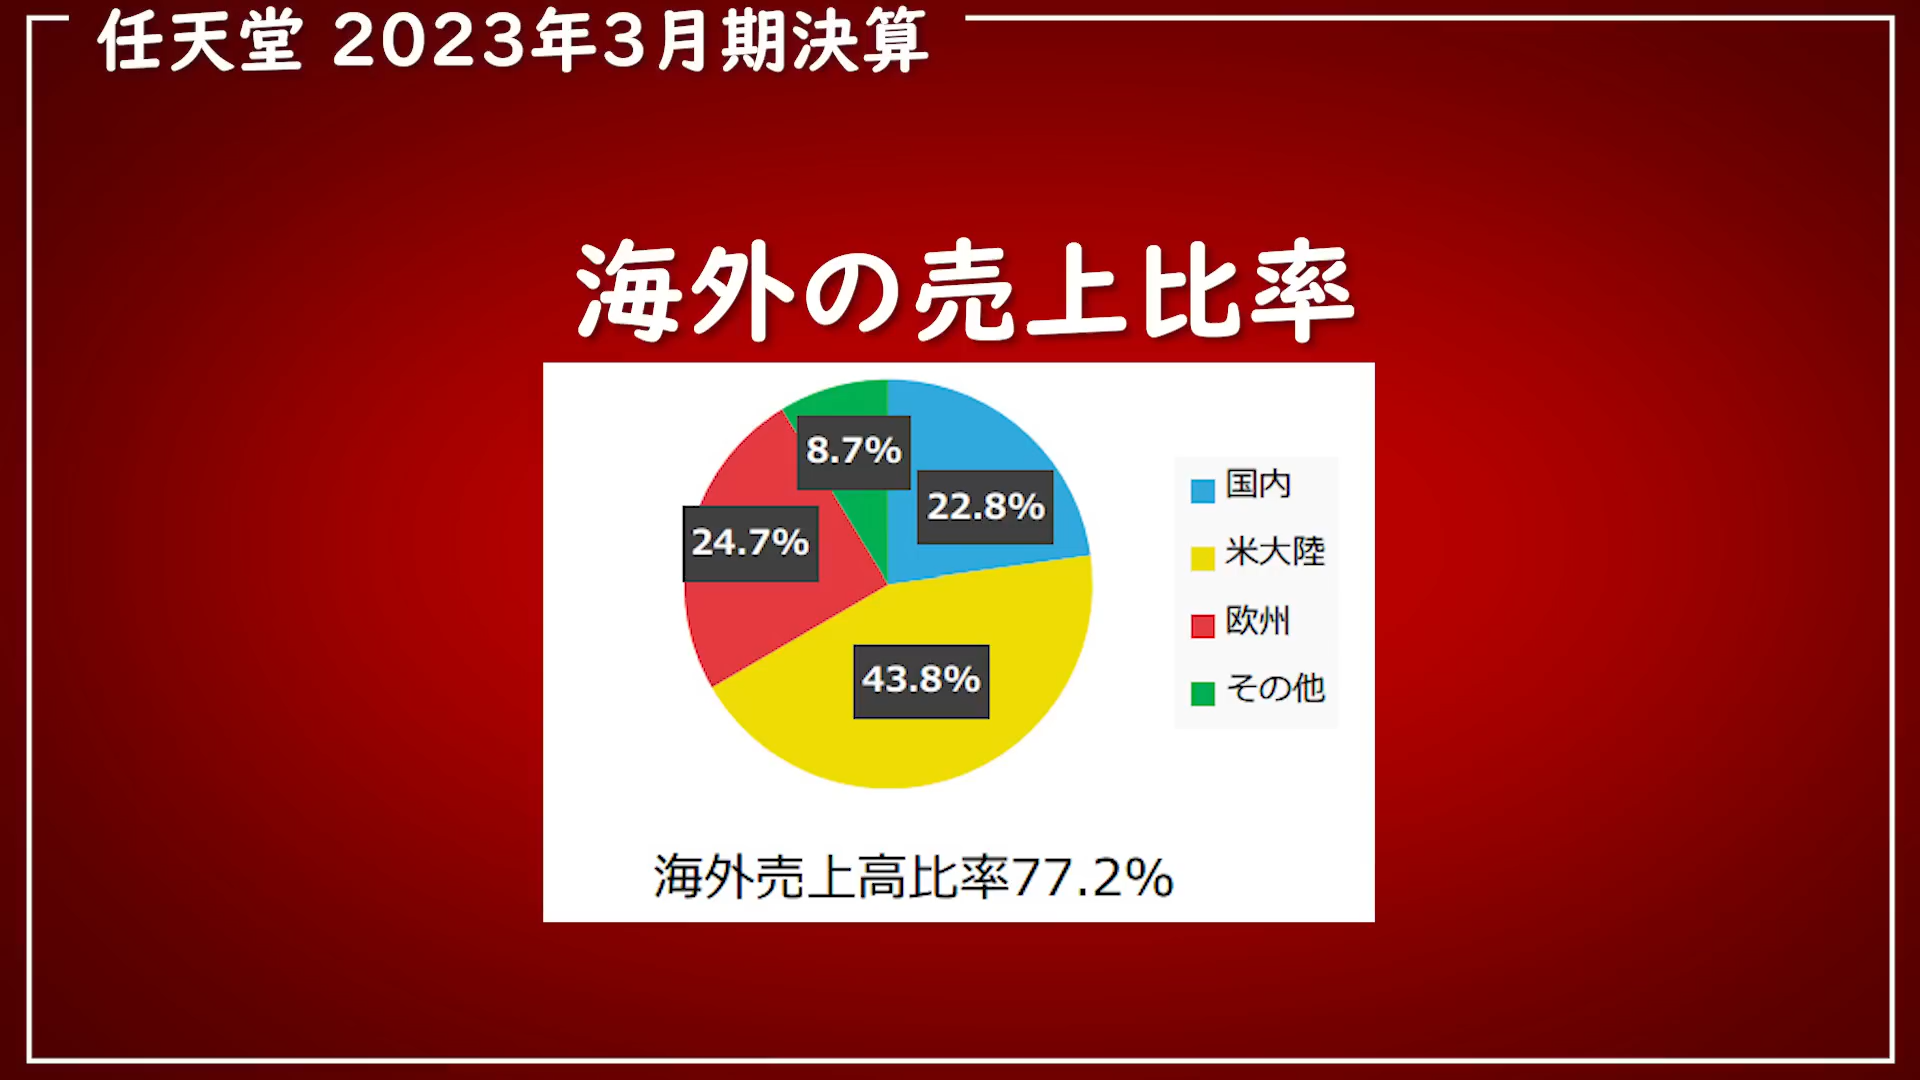 任天堂 2023年3月期決算
海外の売上比率
8.7%
22.8%
24.7%
43.8%
国内
米大陸
欧州
その他
海外売上高比率77.2%